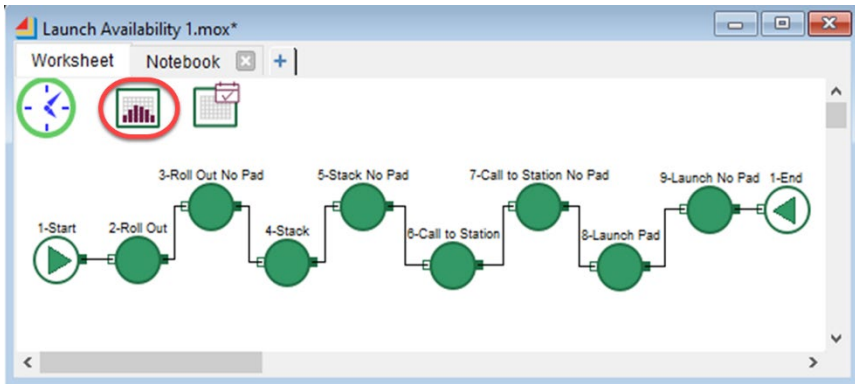 Launch Availability 1.mox*
Worksheet Notebook +
3-Roll Out No Pad 5-Stack No Pad 7-Call to Station No Pad 9-Launch No Pad 1-End
1-Start 2-Roll Out 4-Stack 6-Call to Station 8-Launch Pad